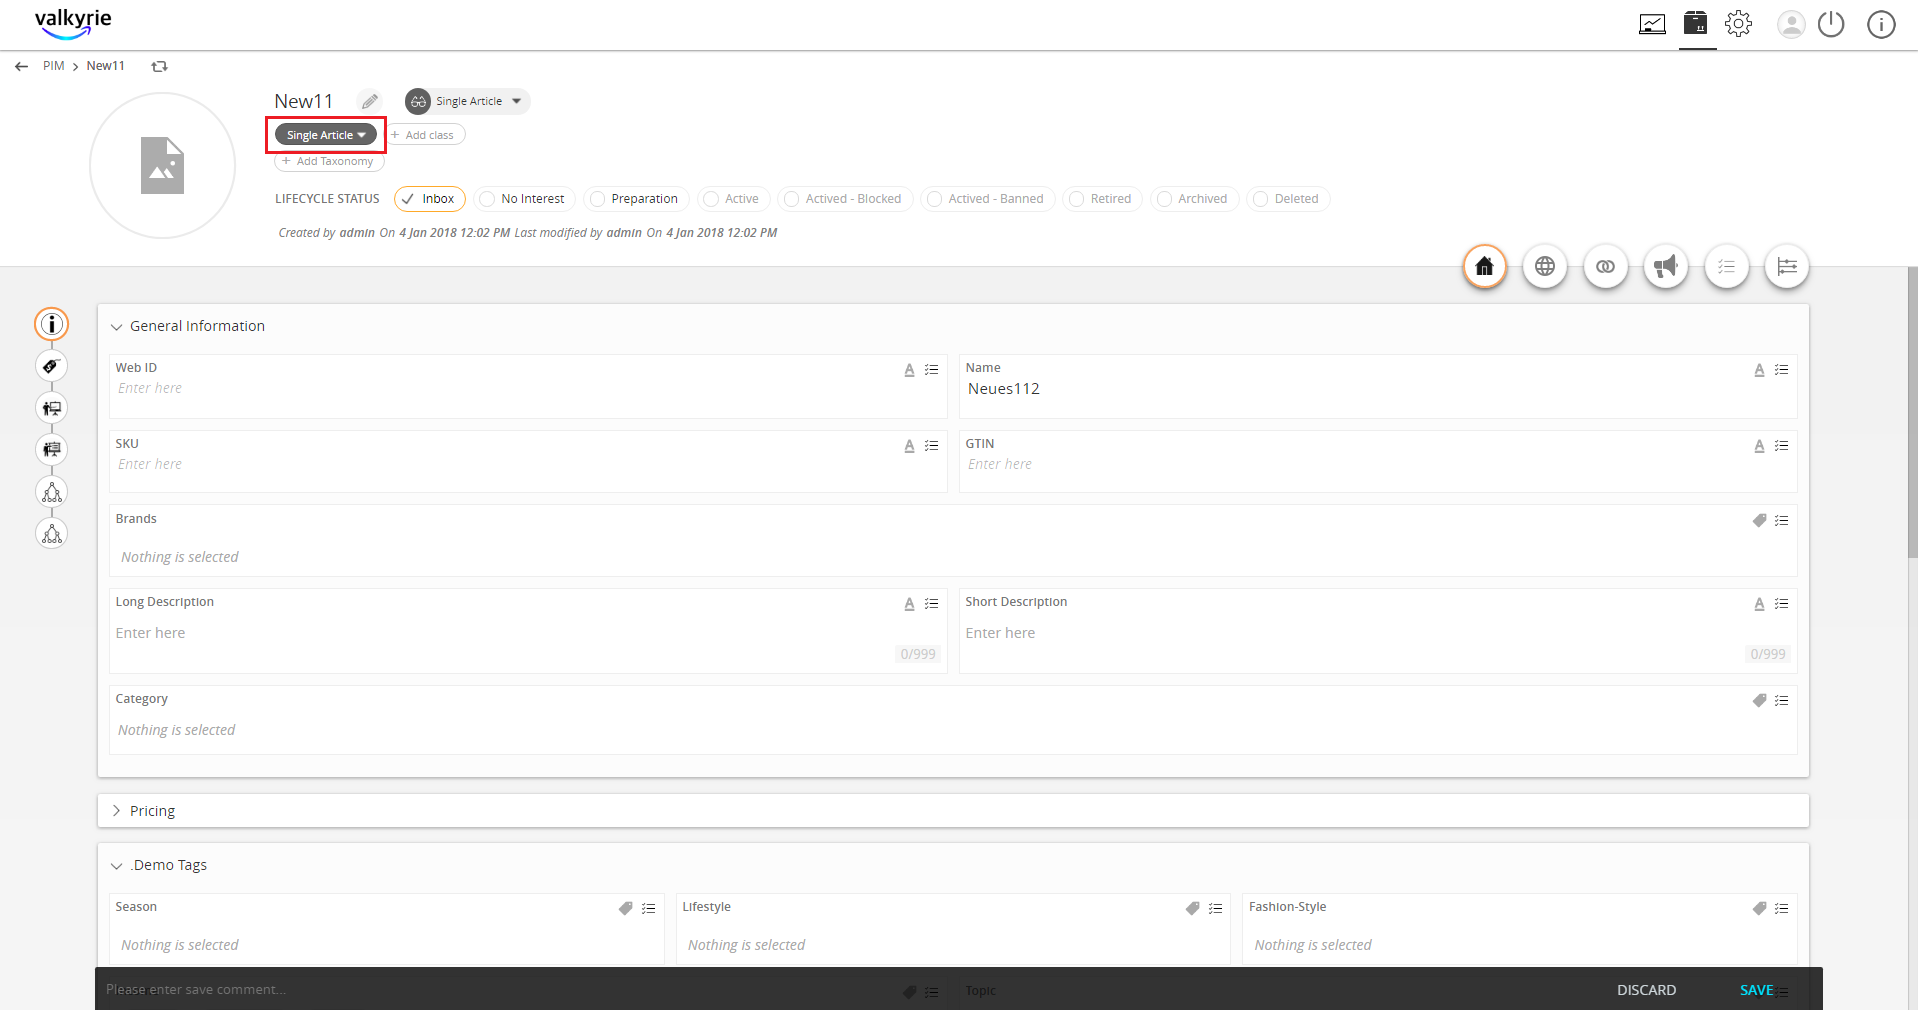 valkyrie
PIM > New11
New11 Single Article
Single Article + Add class
+ Add Taxonomy
LIFECYCLE STATUS Inbox No Interest Preparation Active Actived - Blocked Actived - Banned Retired Archived Deleted
Created by admin On 4 Jan 2018 12:02 PM Last modified by admin On 4 Jan 2018 12:02 PM
General Information
Web ID
Enter here
Name
Neues112
SKU
Enter here
GTIN
Enter here
Brands
Nothing is selected
Long Description
Enter here
0/999
Short Description
Enter here
0/999
Category
Nothing is selected
Pricing
.Demo Tags
Season
Nothing is selected
Lifestyle
Nothing is selected
Fashion-Style
Nothing is selected
Please enter save comment...
Topic
DISCARD SAVE